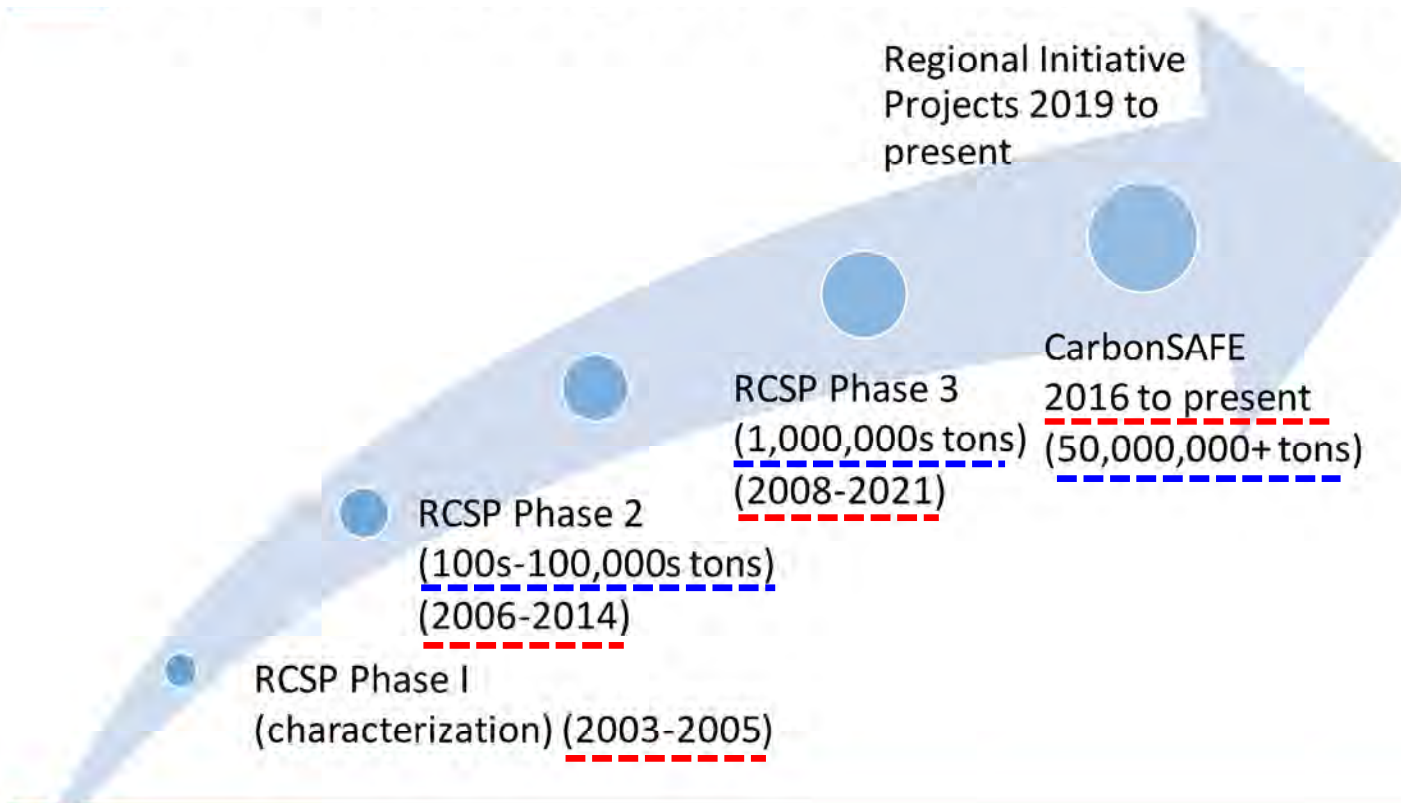 Regional Initiative
Projects 2019 to
present
CarbonSAFE
2016 to present
(50,000,000+ tons)
RCSP Phase 3
(1,000,000s tons)
(2008-2021)
RCSP Phase 2
(100s-100,000s tons)
(2006-2014)
RCSP Phase I
(characterization) (2003-2005)